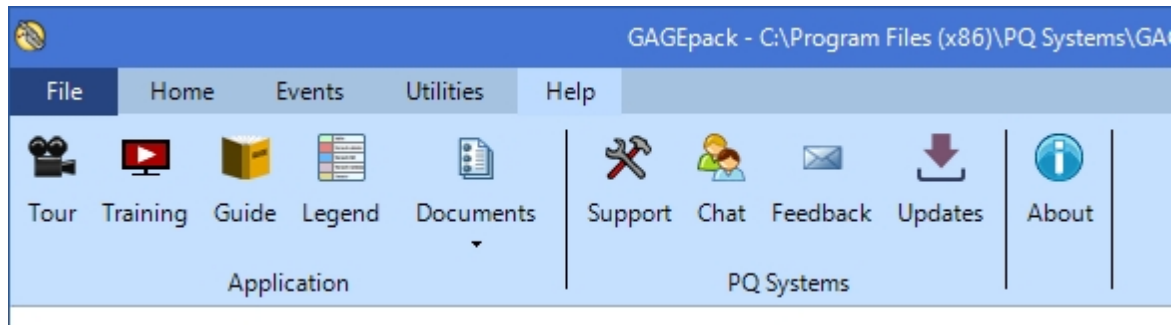 GAGEpack - C:\Program Files (x86)\PQ Systems\GAG
File Home Events Utilities Help
Tour Training Guide Legend Documents Support Chat Feedback Updates About
Application PQ Systems